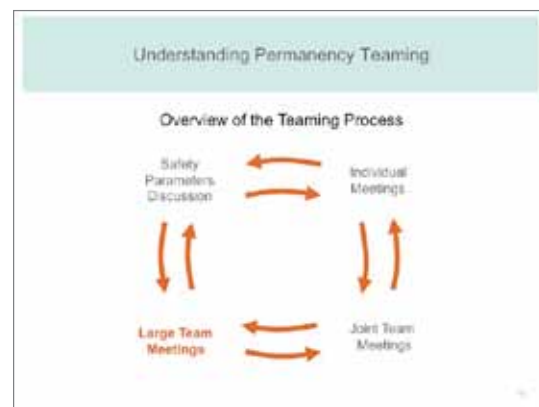 Understanding Permanency Teaming
Overview of the Teaming Process
Safety
Parameters
Discussion
Individual
Meetings
Large Team
Meetings
Joint Team
Meetings